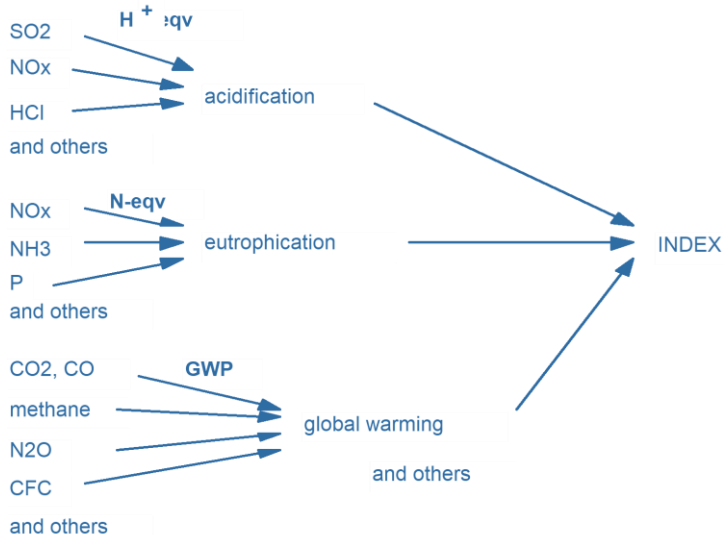 SO2
H + eqv
NOx
acidification
HCl
and others
NOx
N-eqv
NH3
eutrophication
INDEX
P
and others
CO2, CO
GWP
methane
global warming
N2O
and others
CFC
and others